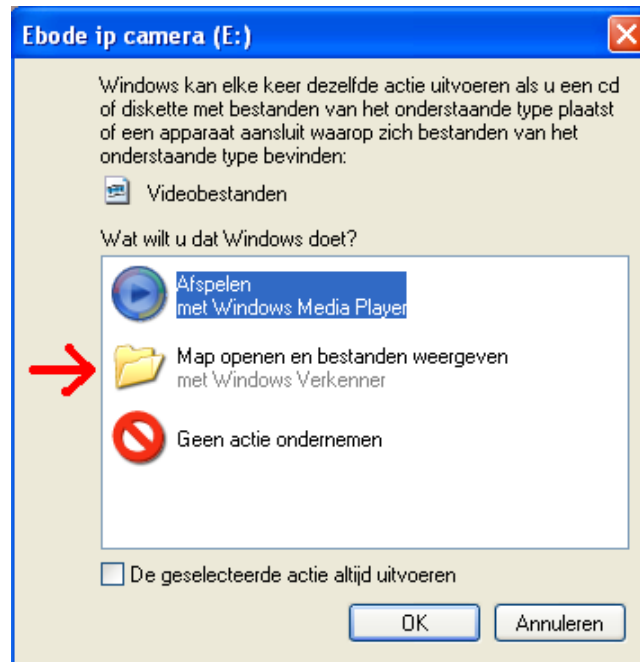 Ebode ip camera (E:)
Windows kan elke keer dezelfde actie uitvoeren als u een cd
of diskette met bestanden van het onderstaande type plaatst
of een apparaat aansluit waarop zich bestanden van het
onderstaande type bevinden:
Videobestanden
Wat wilt u dat Windows doet?
Afspelen
met Windows Media Player
Map openen en bestanden weergeven
met Windows Verkenner
Geen actie ondernemen
De geselecteerde actie altijd uitvoeren
OK Annuleren